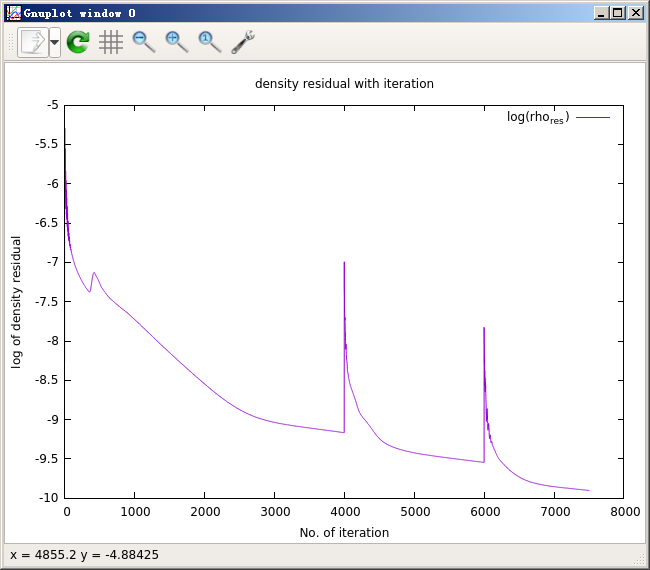 Gnuplot window 0
density residual with iteration
log(rho_res)
-5
-5.5
-6
-6.5
-7
-7.5
-8
-8.5
-9
-9.5
-10
log of density residual
0 1000 2000 3000 4000 5000 6000 7000 8000
No. of iteration
x = 4855.2 y = -4.88425